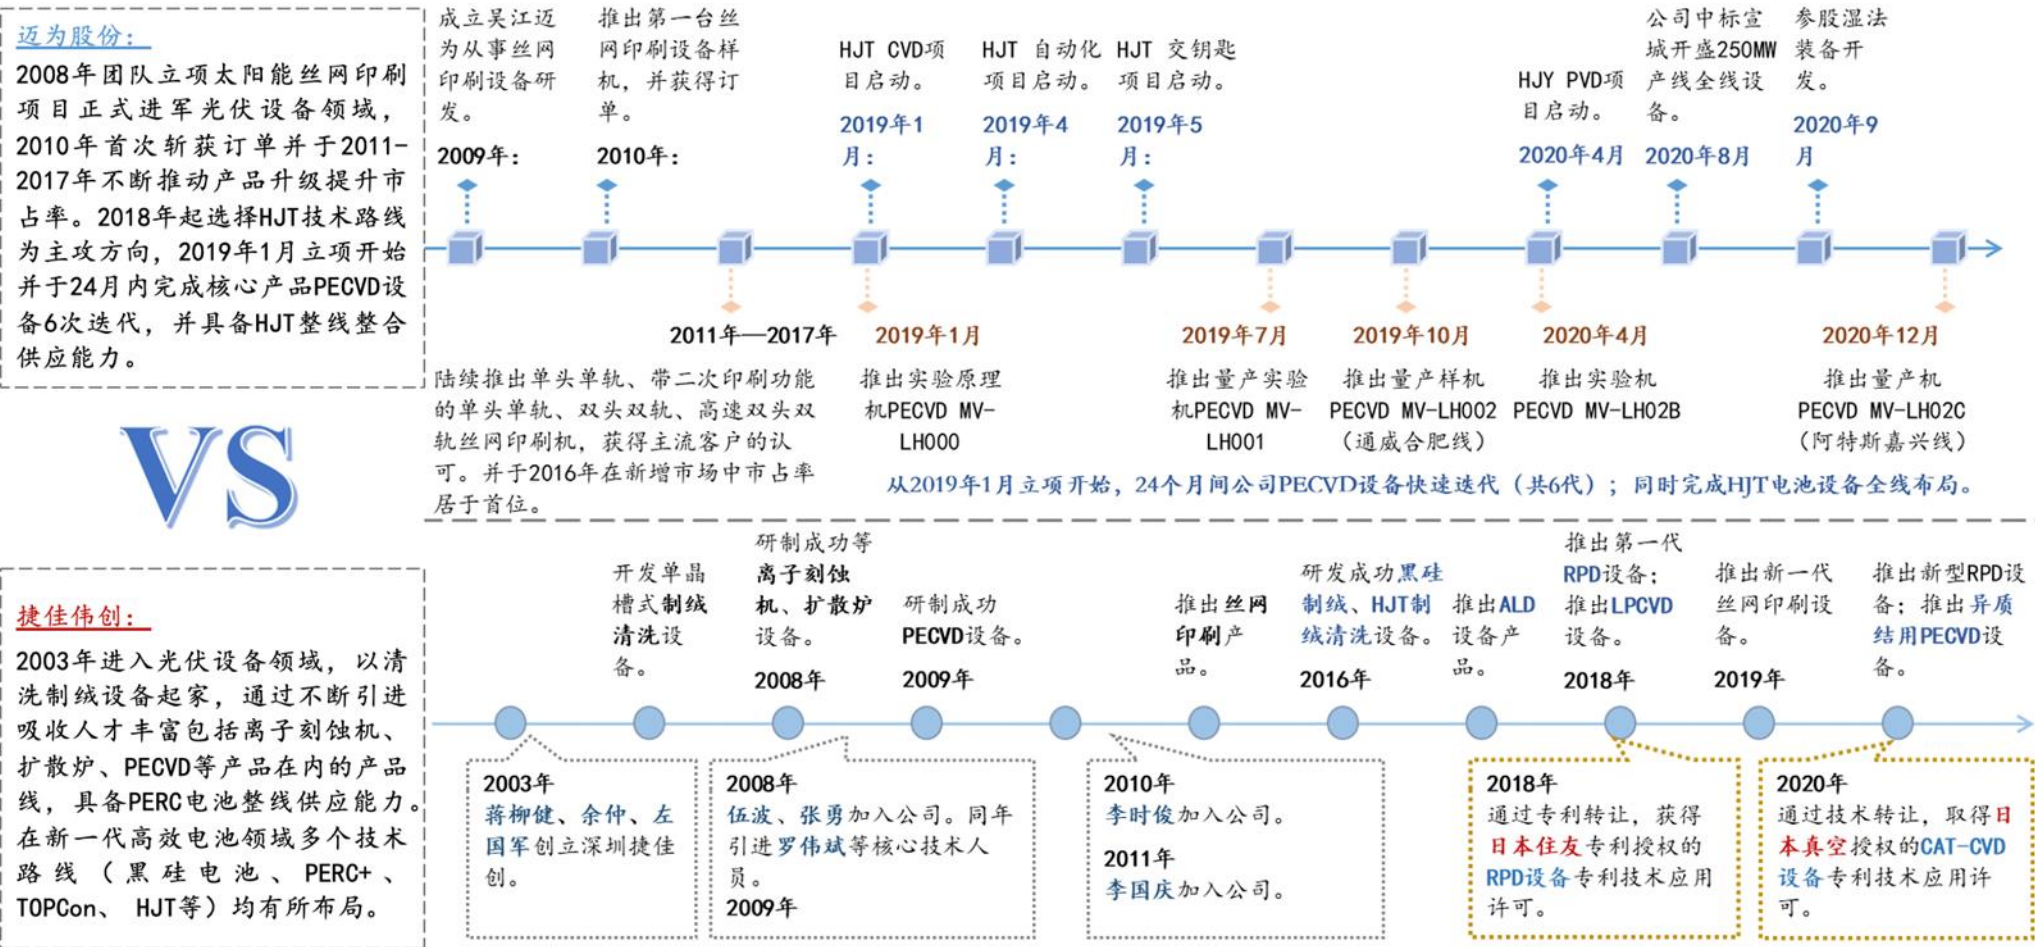 迈为股份：
2008年团队立项太阳能丝网印刷
项目正式进军光伏设备领域，
2010年首次斩获订单并于2011-
2017年不断推动产品升级提升市
占率。2018年起选择HJT技术路线
为主攻方向，2019年1月立项开始
并于24月内完成核心产品PECVD设
备6次迭代，并具备HJT整线整合
供应能力。
成立吴江迈
为从事丝网
印刷设备研
发。
2009年：
推出第一台丝
网印刷设备样
机，并获得订
单。
2010年：
HJT CVD项
目启动。
2019年1
月：
HJT 自动化
项目启动。
2019年4
月：
HJT 交钥匙
项目启动。
2019年5
月：
HJY PVD项
目启动。
2020年4月
公司中标宣
城开盛250MW
产线全线设
备。
2020年8月
参股湿法
装备开
发。
2020年9
月
2011年—2017年
陆续推出单头单轨、带二次印刷功能
的单头单轨、双头双轨、高速双头双
轨丝网印刷机，获得主流客户的认
可。并于2016年在新增市场中市占率
居于首位。
2019年1月
推出实验原理
机PECVD MV-
LH000
2019年7月
推出量产实验
机PECVD MV-
LH001
2019年10月
推出量产样机
PECVD MV-LH002
（通威合肥线）
2020年4月
推出实验机
PECVD MV-LH02B
2020年12月
推出量产机
PECVD MV-LH02C
（阿特斯嘉兴线）
从2019年1月立项开始，24个月间公司PECVD设备快速迭代（共6代）；同时完成HJT电池设备全线布局。
VS
捷佳伟创：
2003年进入光伏设备领域，以清
洗制绒设备起家，通过不断引进
吸收人才丰富包括离子刻蚀机、
扩散炉、PECVD等产品在内的产品
线，具备PERC电池整线供应能力。
在新一代高效电池领域多个技术
路线（黑硅电池、PERC+、
TOPCon、 HJT等）均有所布局。
开发单晶
槽式制绒
清洗设
备。
研制成功等
离子刻蚀
机、扩散炉
设备。
2008年
研制成功
PECVD设备。
2009年
推出丝网
印刷产
品。
研发成功黑硅
制绒、HJT制
绒清洗设备。
2016年
推出ALD
设备产
品。
推出第一代
RPD设备；
推出LPCVD
设备。
2018年
推出新一代
丝网印刷设
备。
2019年
推出新型RPD设
备；推出异质
结用PECVD设
备。
2003年
蒋柳健、余仲、左
国军创立深圳捷佳
创。
2008年
伍波、张勇加入公司。同年
引进罗伟斌等核心技术人
员。
2009年
2010年
李时俊加入公司。
2011年
李国庆加入公司。
2018年
通过专利转让，获得
日本住友专利授权的
RPD设备专利技术应用
许可。
2020年
通过技术转让，取得日
本真空授权的CAT-CVD
设备专利技术应用许
可。